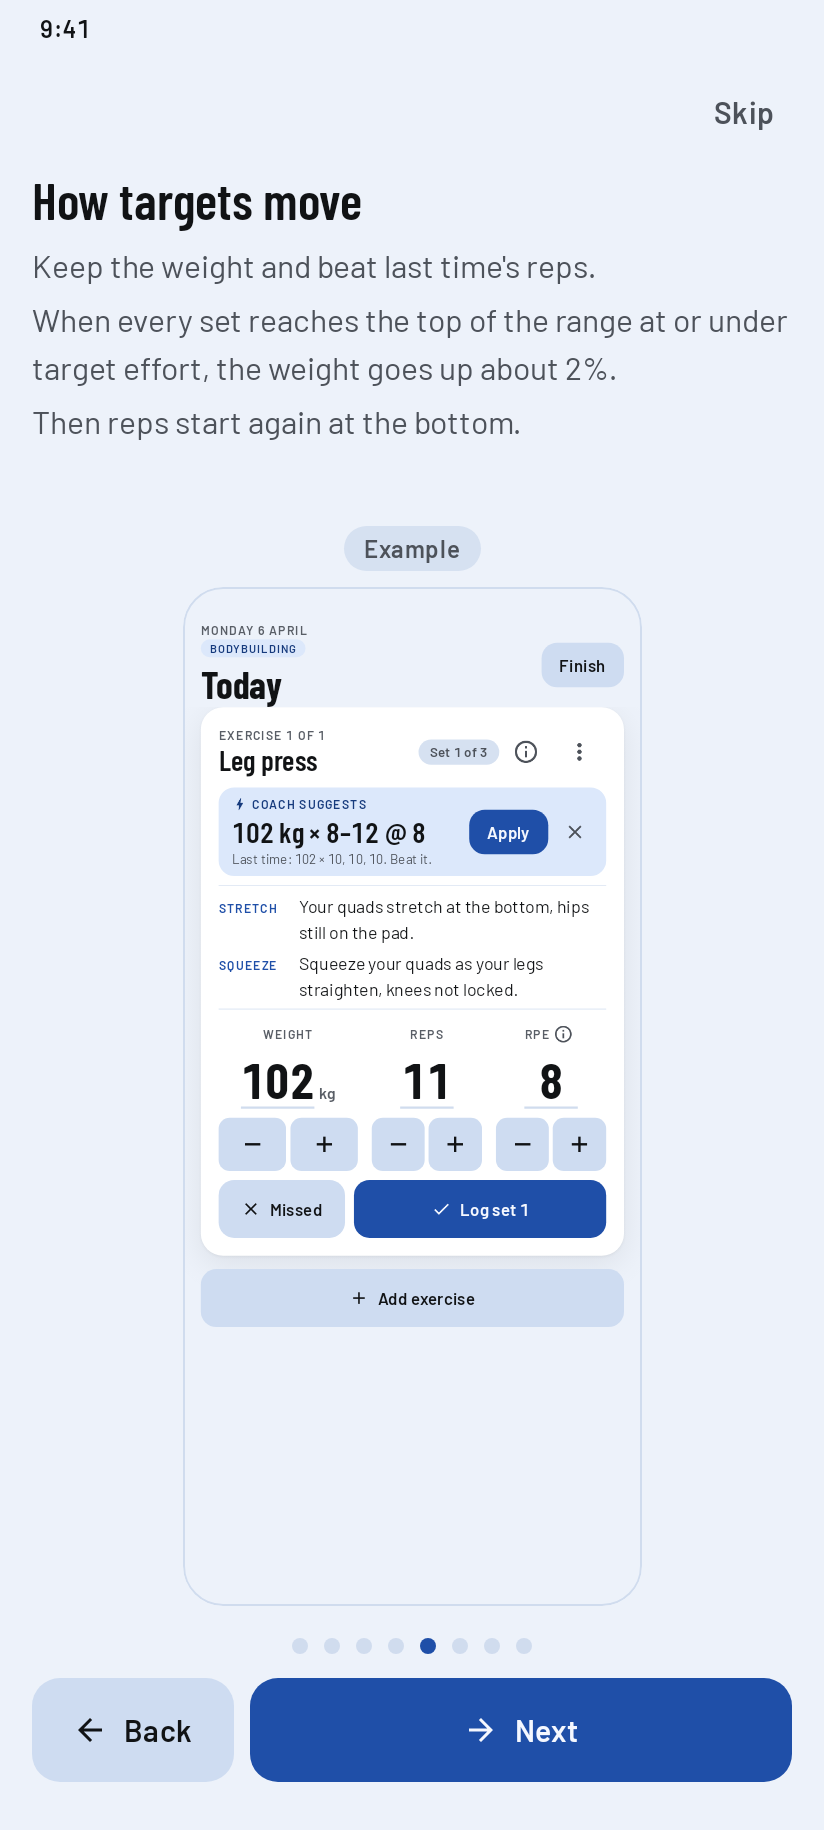 9:41
Skip
How targets move
Keep the weight and beat last time's reps.
When every set reaches the top of the range at or under
target effort, the weight goes up about 2%.
Then reps start again at the bottom.
Example
MONDAY 6 APRIL
BODYBUILDING
Today
Finish
EXERCISE 1 OF 1
Leg press
Set 1 of 3
COACH SUGGESTS
102 kg × 8–12 @ 8
Last time: 102 × 10, 10, 10. Beat it.
Apply
STRETCH Your quads stretch at the bottom, hips
still on the pad.
SQUEEZE Squeeze your quads as your legs
straighten, knees not locked.
WEIGHT REPS RPE
102 kg 11 8
− + − + − +
Missed Log set 1
+ Add exercise
Back Next